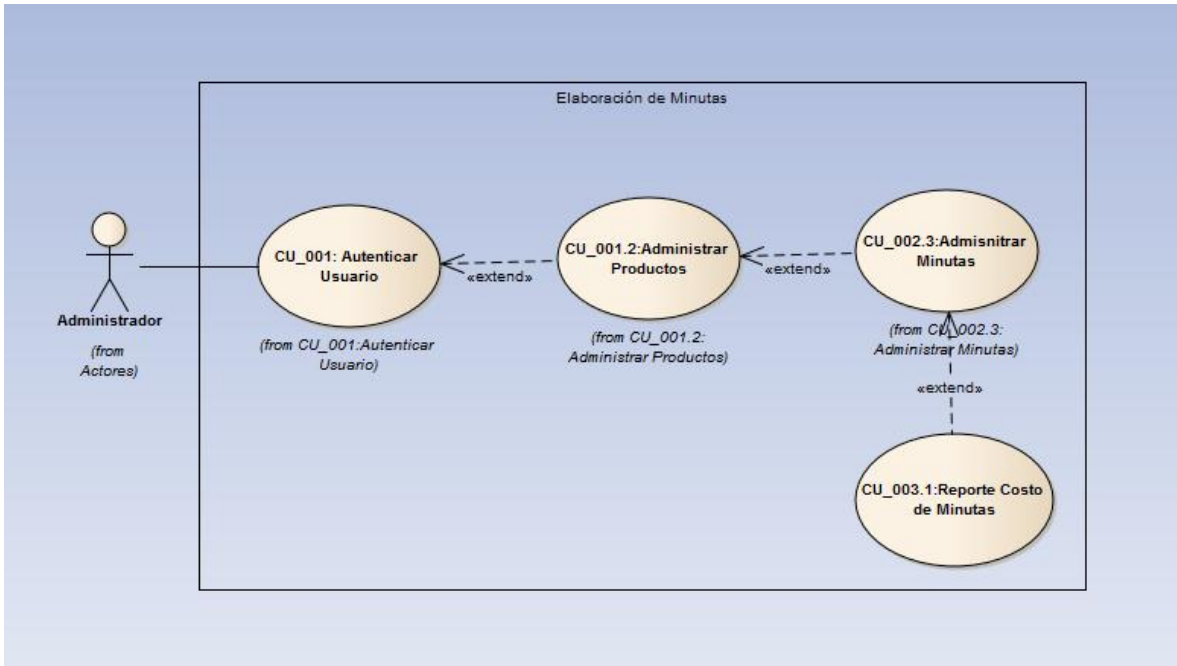 Elaboración de Minutas
Administrador
(from
Actores)
CU_001: Autenticar
Usuario
(from CU_001:Autenticar
Usuario)
«extend»
CU_001.2:Administrar
Productos
(from CU_001.2:
Administrar Productos)
«extend»
CU_002.3:Admisnitrar
Minutas
(from CU_002.3:
Administrar Minutas)
«extend»
CU_003.1:Reporte Costo
de Minutas